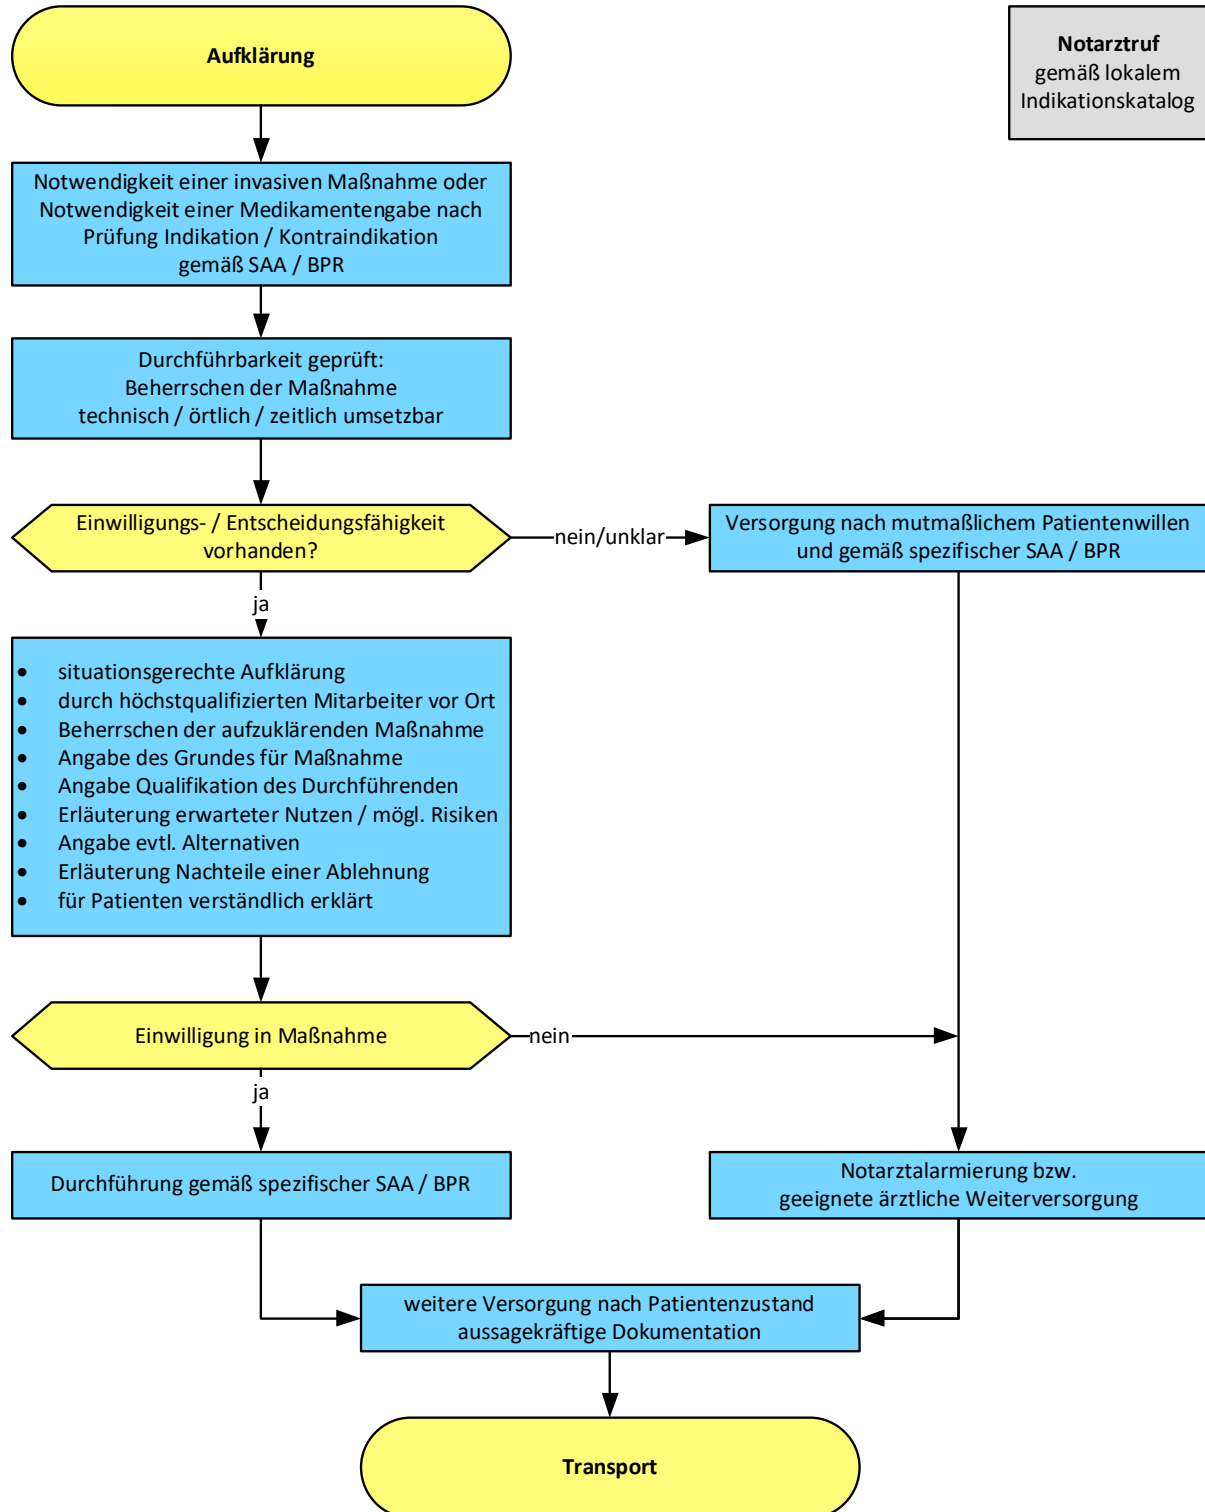 Aufklärung
Notarztruf
gemäß lokalem
Indikationskatalog
Notwendigkeit einer invasiven Maßnahme oder
Notwendigkeit einer Medikamentengabe nach
Prüfung Indikation / Kontraindikation
gemäß SAA / BPR
Durchführbarkeit geprüft:
Beherrschen der Maßnahme
technisch / örtlich / zeitlich umsetzbar
Einwilligungs- / Entscheidungsfähigkeit
vorhanden?
nein/unklar
Versorgung nach mutmaßlichem Patientenwillen
und gemäß spezifischer SAA / BPR
ja
• situationsgerechte Aufklärung
• durch höchstqualifizierten Mitarbeiter vor Ort
• Beherrschen der aufzuklärenden Maßnahme
• Angabe des Grundes für Maßnahme
• Angabe Qualifikation des Durchführenden
• Erläuterung erwarteter Nutzen / mögl. Risiken
• Angabe evtl. Alternativen
• Erläuterung Nachteile einer Ablehnung
• für Patienten verständlich erklärt
Einwilligung in Maßnahme
nein
ja
Durchführung gemäß spezifischer SAA / BPR
Notarztalarmierung bzw.
geeignete ärztliche Weiterversorgung
weitere Versorgung nach Patientenzustand
aussagekräftige Dokumentation
Transport